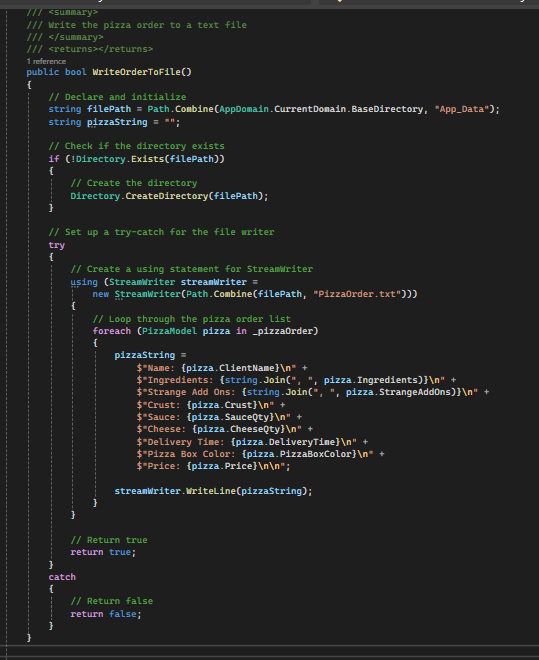 /// <summary>
/// Write the pizza order to a text file
/// </summary>
/// <returns></returns>
1 reference
public bool WriteOrderToFile()
{
    // Declare and initialize
    string filePath = Path.Combine(AppDomain.CurrentDomain.BaseDirectory, "App_Data");
    string pizzaString = "";

    // Check if the directory exists
    if (!Directory.Exists(filePath))
    {
        // Create the directory
        Directory.CreateDirectory(filePath);
    }

    // Set up a try-catch for the file writer
    try
    {
        // Create a using statement for StreamWriter
        using (StreamWriter streamWriter =
            new StreamWriter(Path.Combine(filePath, "PizzaOrder.txt")))
        {
            // Loop through the pizza order list
            foreach (PizzaModel pizza in _pizzaOrder)
            {
                pizzaString =
                    $"Name: {pizza.ClientName}\n" +
                    $"Ingredients: {string.Join(", ", pizza.Ingredients)}\n" +
                    $"Strange Add Ons: {string.Join(", ", pizza.StrangeAddOns)}\n" +
                    $"Crust: {pizza.Crust}\n" +
                    $"Sauce: {pizza.SauceQty}\n" +
                    $"Cheese: {pizza.CheeseQty}\n" +
                    $"Delivery Time: {pizza.DeliveryTime}\n" +
                    $"Pizza Box Color: {pizza.PizzaBoxColor}\n" +
                    $"Price: {pizza.Price}\n\n";

                streamWriter.WriteLine(pizzaString);
            }
        }

        // Return true
        return true;
    }
    catch
    {
        // Return false
        return false;
    }
}